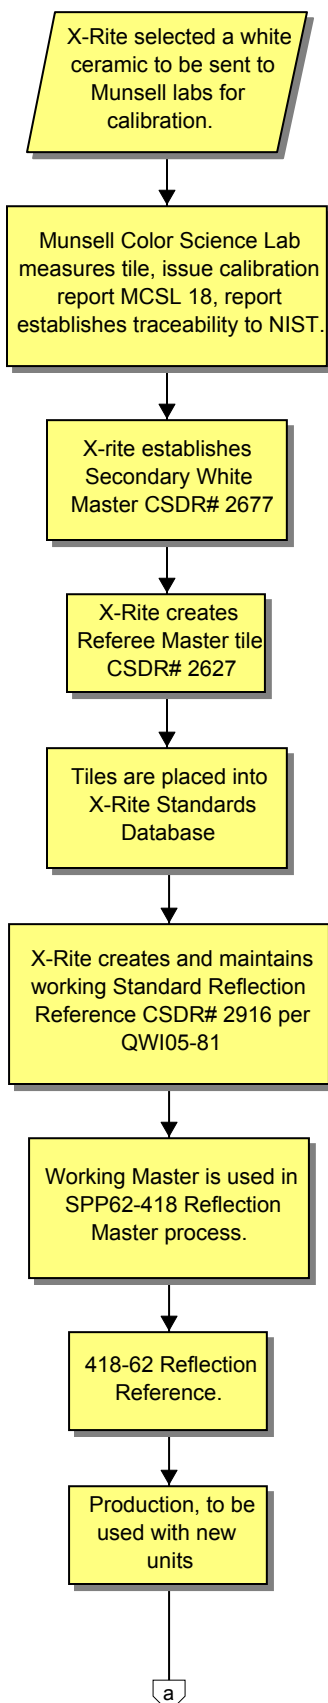 X-Rite selected a white
ceramic to be sent to
Munsell labs for
calibration.
Munsell Color Science Lab
measures tile, issue calibration
report MCSL 18, report
establishes traceability to NIST.
X-rite establishes
Secondary White
Master CSDR# 2677
X-Rite creates
Referee Master tile
CSDR# 2627
Tiles are placed into
X-Rite Standards
Database
X-Rite creates and maintains
working Standard Reflection
Reference CSDR# 2916 per
QWI05-81
Working Master is used in
SPP62-418 Reflection
Master process.
418-62 Reflection
Reference.
Production, to be
used with new
units
a